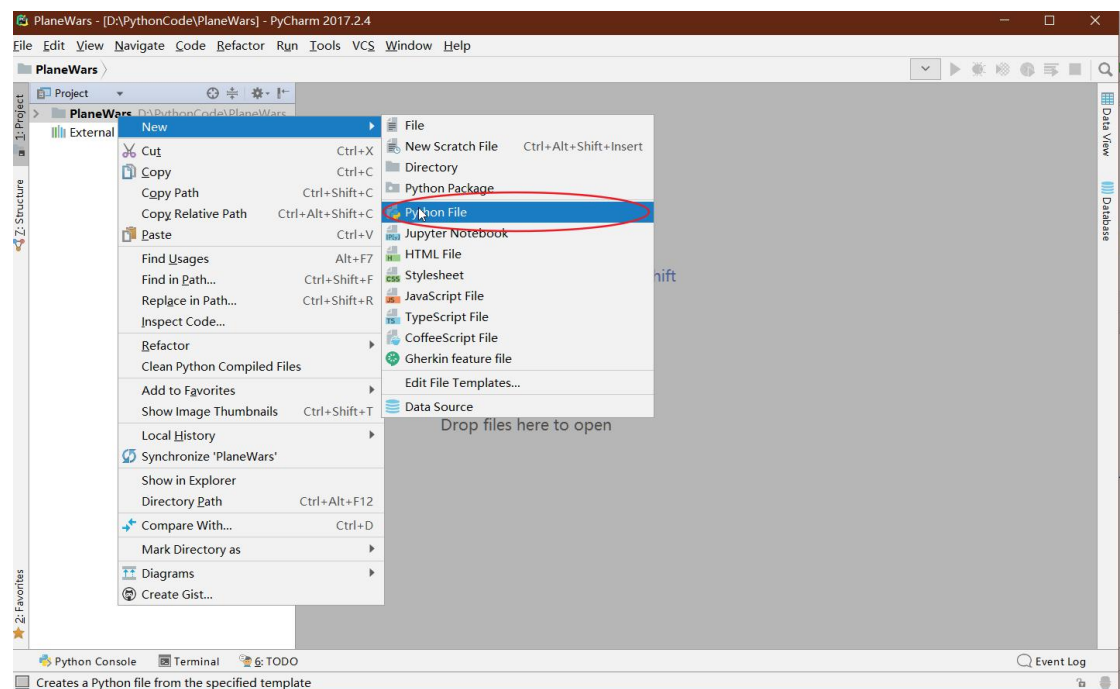 PlaneWars - [D:\PythonCode\PlaneWars] - PyCharm 2017.2.4
File Edit View Navigate Code Refactor Run Tools VCS Window Help
PlaneWars
Project
PlaneWars D:\PythonCode\PlaneWars
External
1: Project
Z: Structure
2: Favorites
New
Cut Ctrl+X
Copy Ctrl+C
Copy Path Ctrl+Shift+C
Copy Relative Path Ctrl+Alt+Shift+C
Paste Ctrl+V
Find Usages Alt+F7
Find in Path... Ctrl+Shift+F
Replace in Path... Ctrl+Shift+R
Inspect Code...
Refactor
Clean Python Compiled Files
Add to Favorites
Show Image Thumbnails Ctrl+Shift+T
Local History
Synchronize 'PlaneWars'
Show in Explorer
Directory Path Ctrl+Alt+F12
Compare With... Ctrl+D
Mark Directory as
Diagrams
Create Gist...
File
New Scratch File Ctrl+Alt+Shift+Insert
Directory
Python Package
Python File
Jupyter Notebook
HTML File
Stylesheet
JavaScript File
TypeScript File
CoffeeScript File
Gherkin feature file
Edit File Templates...
Data Source
hift
Drop files here to open
Data View
Database
Python Console Terminal 6: TODO Event Log
Creates a Python file from the specified template